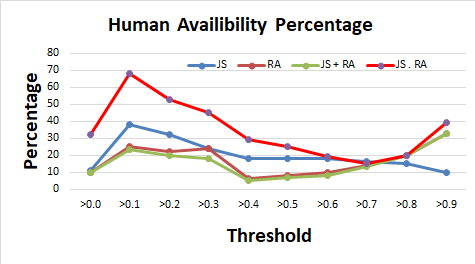 Human Availibility Percentage
JS RA JS + RA JS . RA
Percentage
80
70
60
50
40
30
20
10
0
>0.0 >0.1 >0.2 >0.3 >0.4 >0.5 >0.6 >0.7 >0.8 >0.9
Threshold